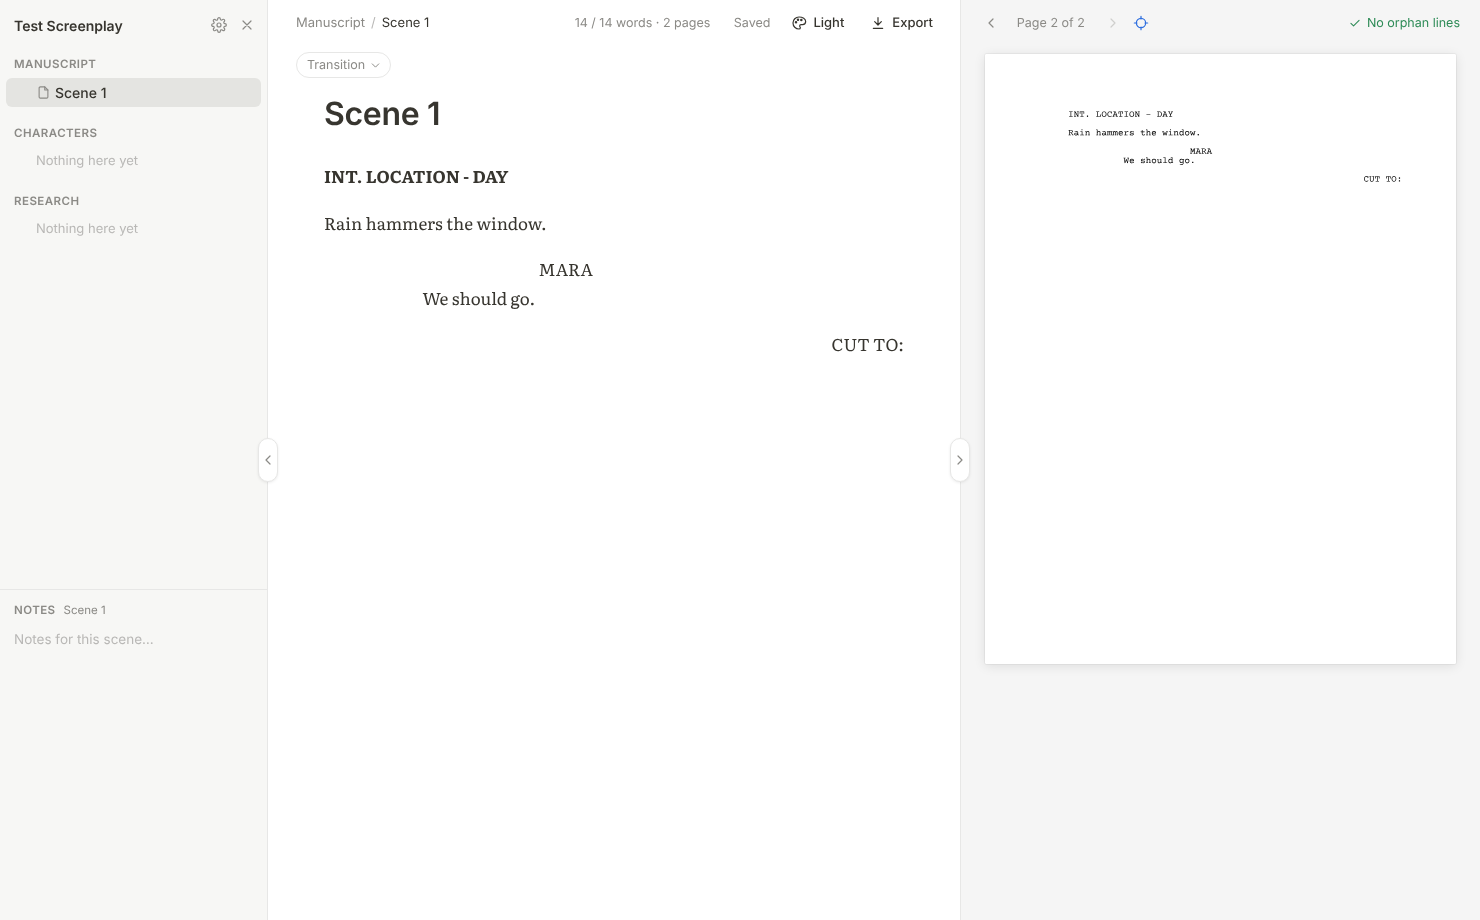 Test Screenplay
MANUSCRIPT
Scene 1
CHARACTERS
Nothing here yet
RESEARCH
Nothing here yet
NOTES Scene 1
Notes for this scene...
Manuscript / Scene 1
14 / 14 words · 2 pages
Saved
Light
Export
Transition
Scene 1
INT. LOCATION - DAY
Rain hammers the window.
MARA
We should go.
CUT TO:
Page 2 of 2
No orphan lines
INT. LOCATION - DAY
Rain hammers the window.
MARA
We should go.
CUT TO: